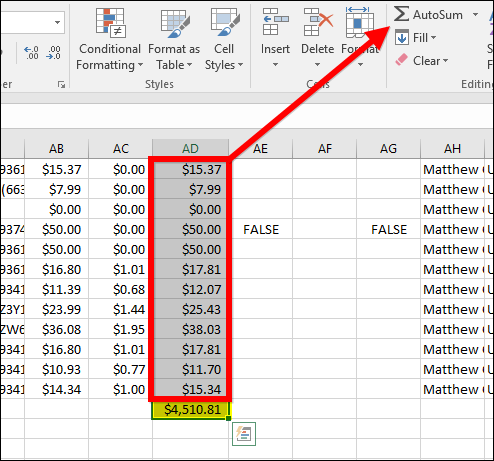 AutoSum
.00 .0
.00 →.0
Conditional Formatting
Format as Table
Cell Styles
Insert
Delete
Format
Fill
Clear
er
Styles
Cells
Editing
AB AC AD AE AF AG AH
9361 $15.37 $0.00 $15.37 Matthew
(663 $7.99 $0.00 $7.99 Matthew
$0.00 $0.00 $0.00 Matthew
9374 $50.00 $0.00 $50.00 FALSE FALSE Matthew
9361 $50.00 $0.00 $50.00 Matthew
9361 $16.80 $1.01 $17.81 Matthew
9341 $11.39 $0.68 $12.07 Matthew
Z3Y1 $23.99 $1.44 $25.43 Matthew
ZW6 $36.08 $1.95 $38.03 Matthew
9341 $16.80 $1.01 $17.81 Matthew
9341 $10.93 $0.77 $11.70 Matthew
9341 $14.34 $1.00 $15.34 Matthew
$4,510.81